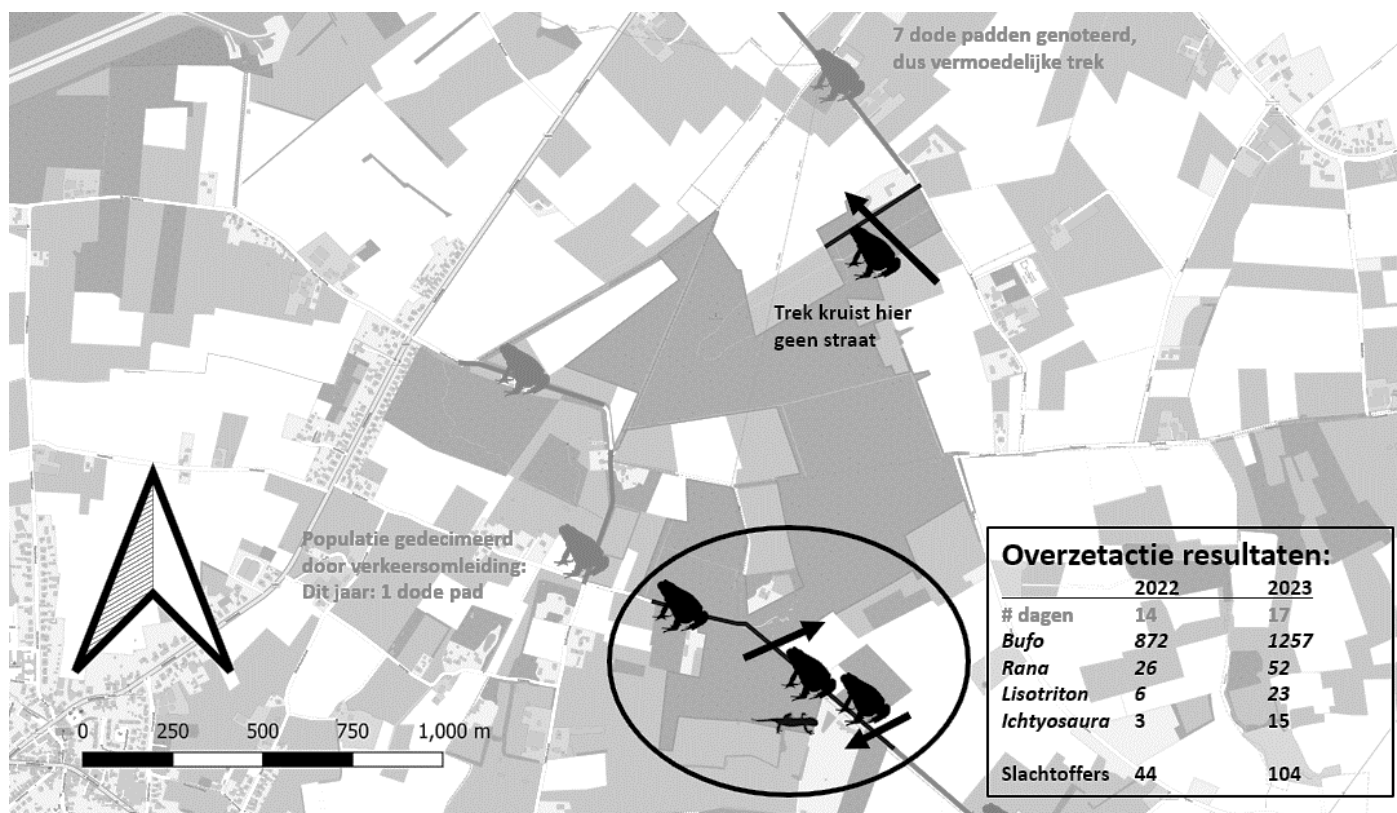 7 dode padden genoteerd,
dus vermoedelijke trek
Trek kruist hier
geen straat
Populatie gedecimeerd
door verkeersomleiding:
Dit jaar: 1 dode pad
0 250 500 750 1,000 m
Overzetactie resultaten:
2022 2023
# dagen 14 17
Bufo 872 1257
Rana 26 52
Lisotriton 6 23
Ichtyosaura 3 15
Slachtoffers 44 104